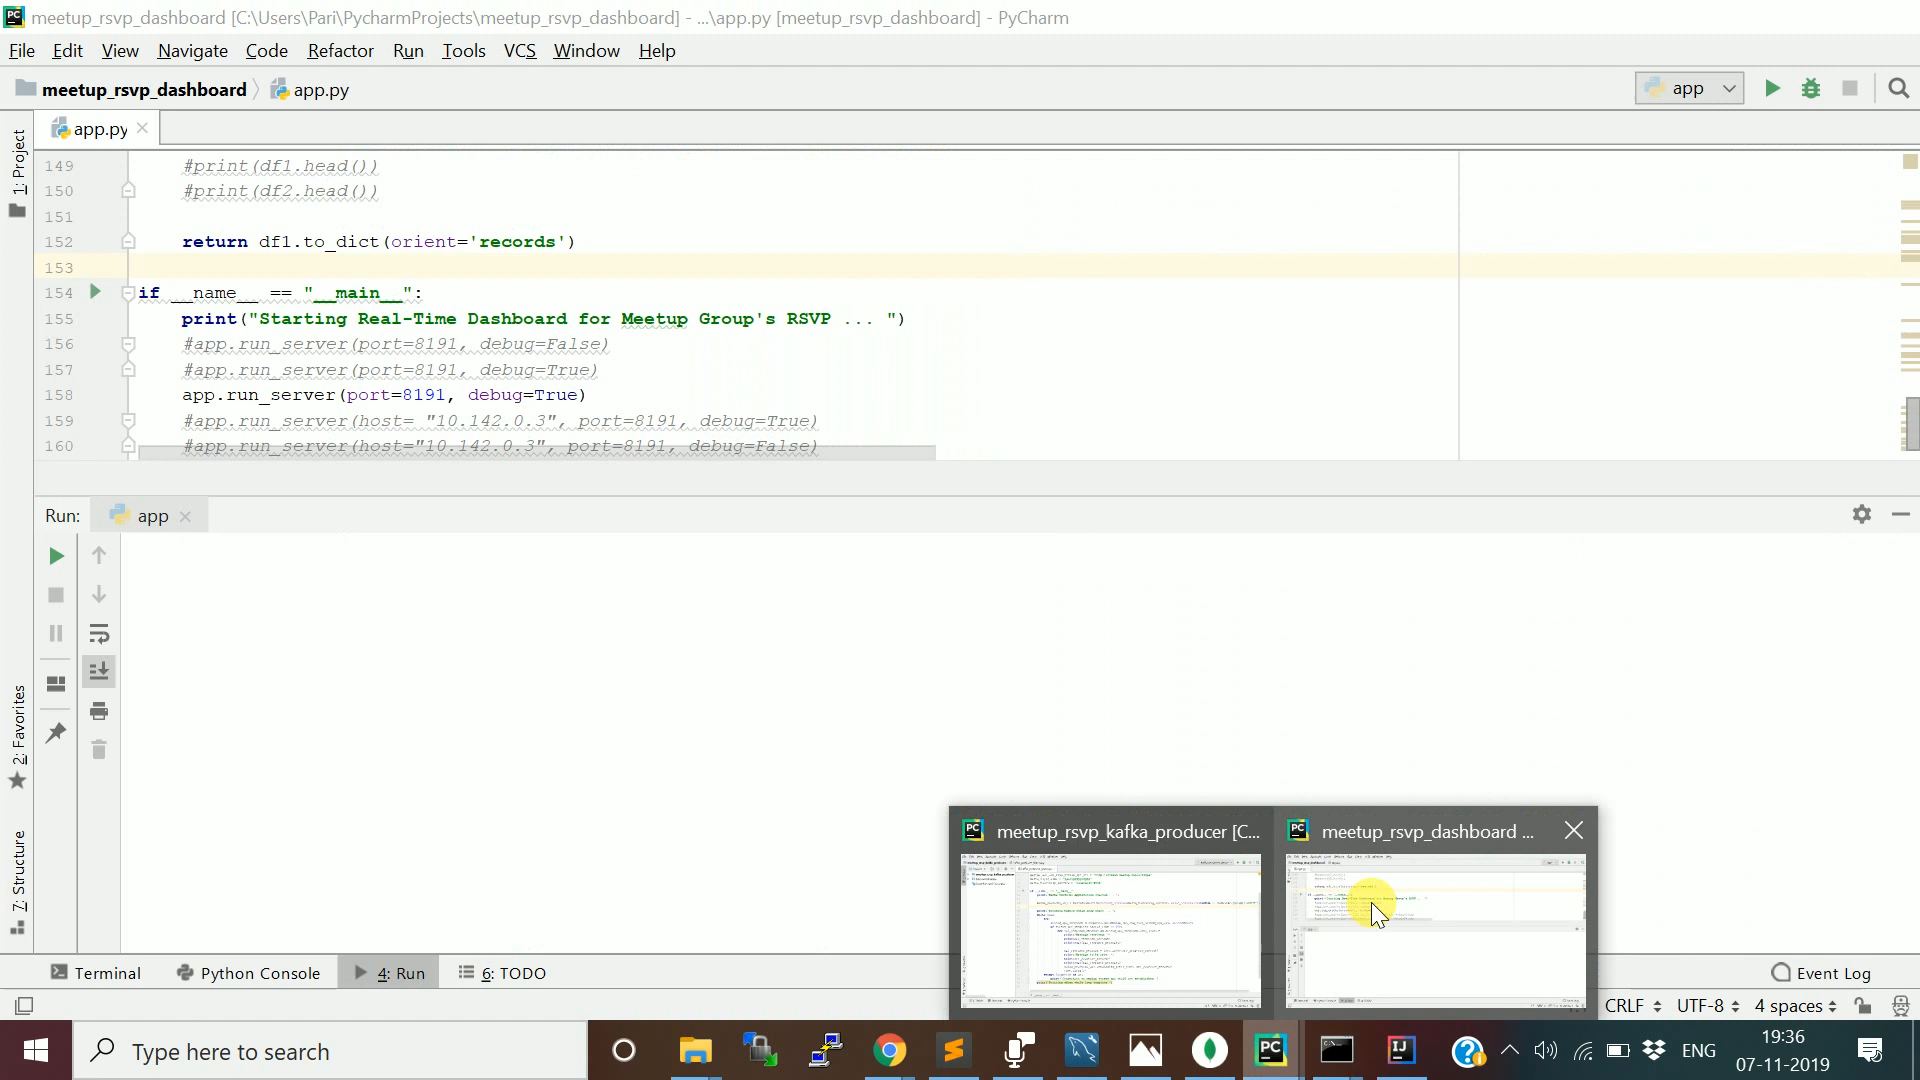 meetup_rsvp_dashboard [C:\Users\Pari\PycharmProjects\meetup_rsvp_dashboard] - ...\app.py [meetup_rsvp_dashboard] - PyCharm
File Edit View Navigate Code Refactor Run Tools VCS Window Help
meetup_rsvp_dashboard app.py app
1: Project
app.py
149 #print(df1.head())
150 #print(df2.head())
151
152 return df1.to_dict(orient='records')
153
154 if __name__ == "__main__":
155 print("Starting Real-Time Dashboard for Meetup Group's RSVP ... ")
156 #app.run_server(port=8191, debug=False)
157 #app.run_server(port=8191, debug=True)
158 app.run_server(port=8191, debug=True)
159 #app.run_server(host= "10.142.0.3", port=8191, debug=True)
160 #app.run_server(host="10.142.0.3", port=8191, debug=False)
Run: app
2: Favorites
7: Structure
meetup_rsvp_kafka_producer [C... meetup_rsvp_dashboard ...
Terminal Python Console 4: Run 6: TODO Event Log
CRLF UTF-8 4 spaces
Type here to search
ENG
19:36
07-11-2019